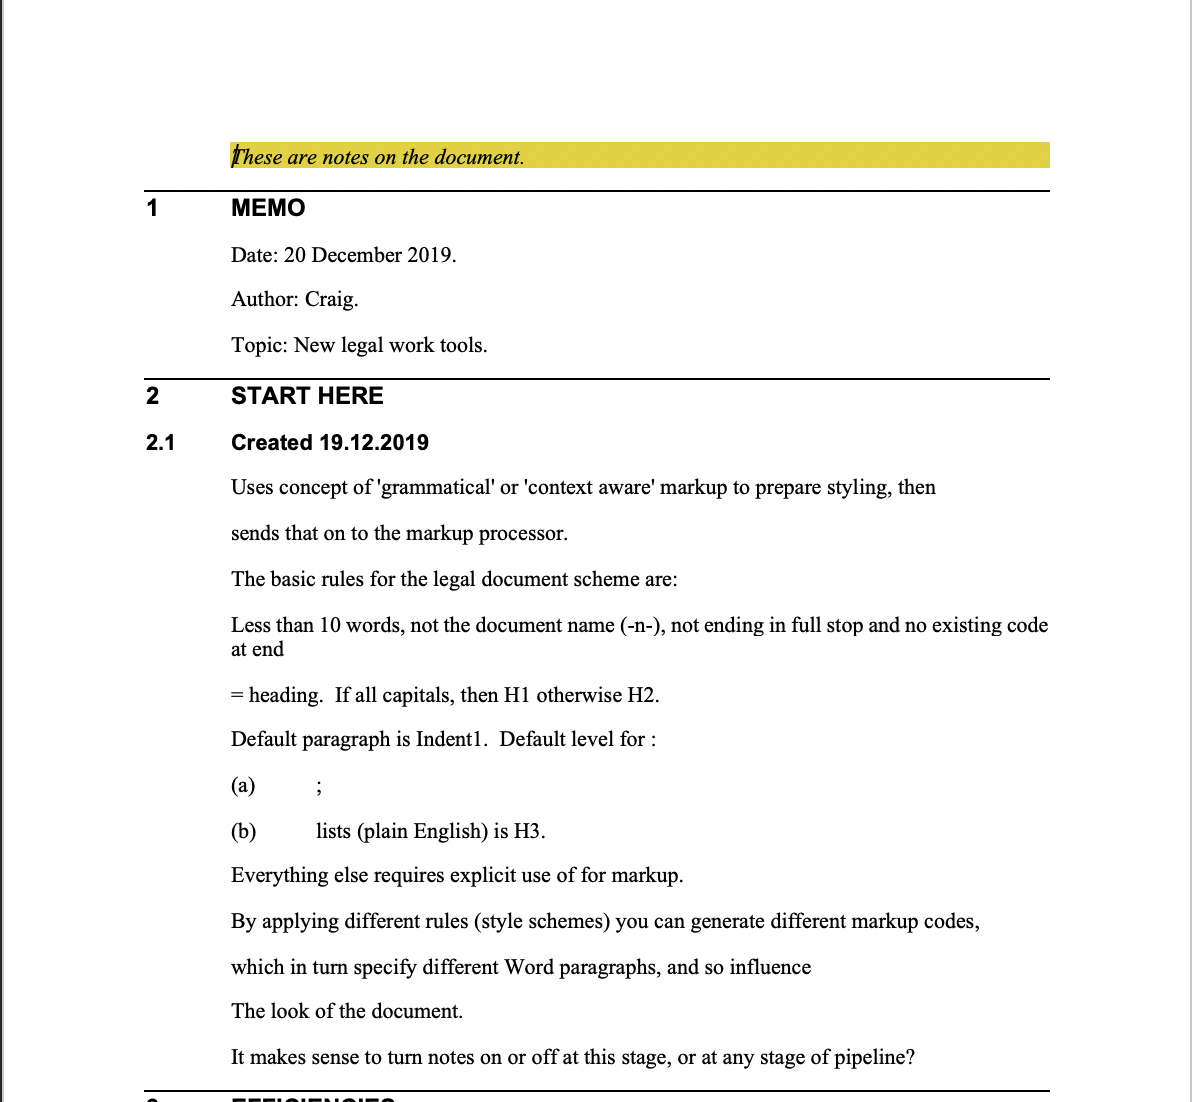 These are notes on the document.
1 MEMO
Date: 20 December 2019.
Author: Craig.
Topic: New legal work tools.
2 START HERE
2.1 Created 19.12.2019
Uses concept of 'grammatical' or 'context aware' markup to prepare styling, then
sends that on to the markup processor.
The basic rules for the legal document scheme are:
Less than 10 words, not the document name (-n-), not ending in full stop and no existing code
at end
= heading.  If all capitals, then H1 otherwise H2.
Default paragraph is Indent1.  Default level for :
(a) ;
(b) lists (plain English) is H3.
Everything else requires explicit use of for markup.
By applying different rules (style schemes) you can generate different markup codes,
which in turn specify different Word paragraphs, and so influence
The look of the document.
It makes sense to turn notes on or off at this stage, or at any stage of pipeline?
EFFICIENCIES